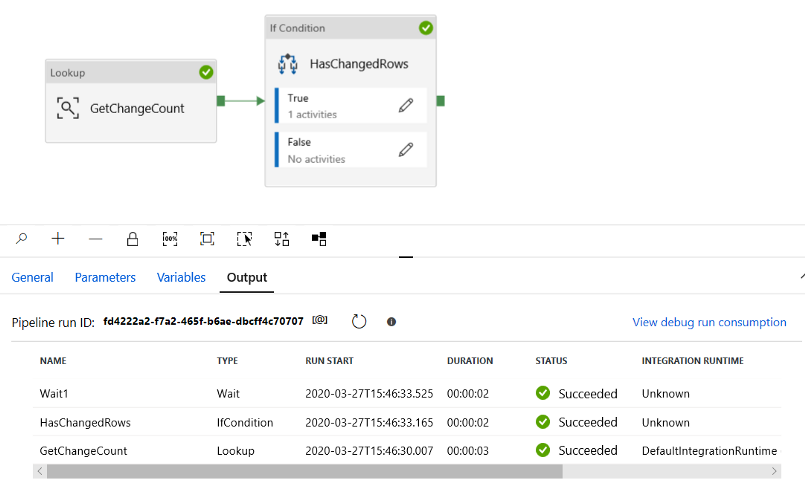 If Condition
Lookup
HasChangedRows
GetChangeCount
True
1 activities
False
No activities
100%
General Parameters Variables Output
Pipeline run ID: fd4222a2-f7a2-465f-b6ae-dbcff4c70707 [@] View debug run consumption
NAME TYPE RUN START DURATION STATUS INTEGRATION RUNTIME
Wait1 Wait 2020-03-27T15:46:33.525 00:00:02 Succeeded Unknown
HasChangedRows IfCondition 2020-03-27T15:46:33.165 00:00:02 Succeeded Unknown
GetChangeCount Lookup 2020-03-27T15:46:30.007 00:00:03 Succeeded DefaultIntegrationRuntime